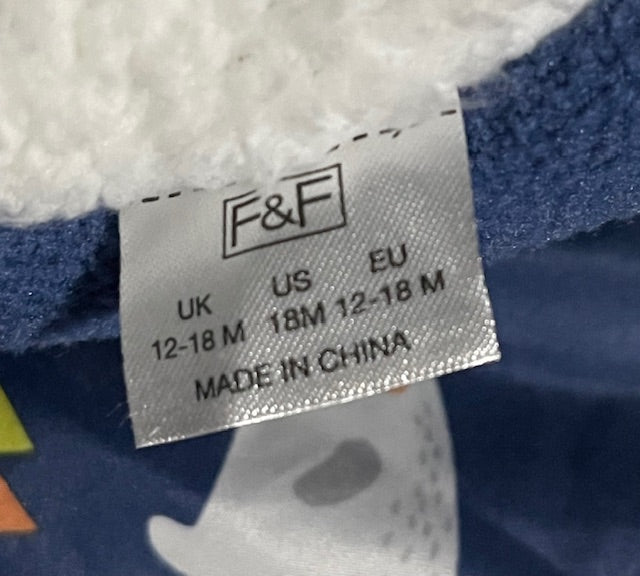 F&F
UK US EU
12-18 M 18M 12-18 M
MADE IN CHINA